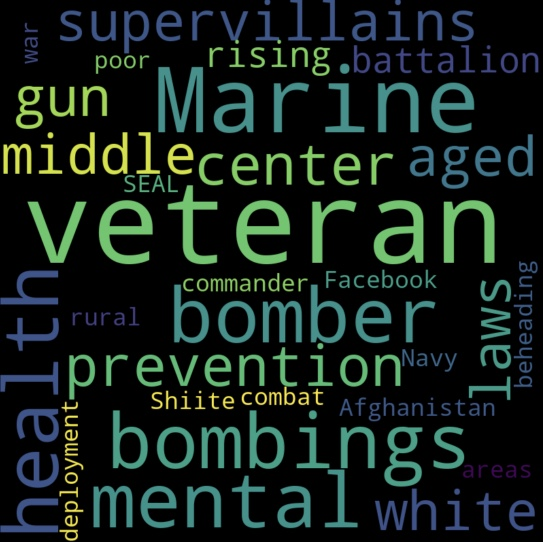 war
supervillains
poor
rising
battalion
gun
Marine
middle
center
aged
SEAL
veteran
health
commander
Facebook
laws
beheading
rural
bomber
prevention
Navy
Shiite
combat
Afghanistan
deployment
bombings
areas
mental
white